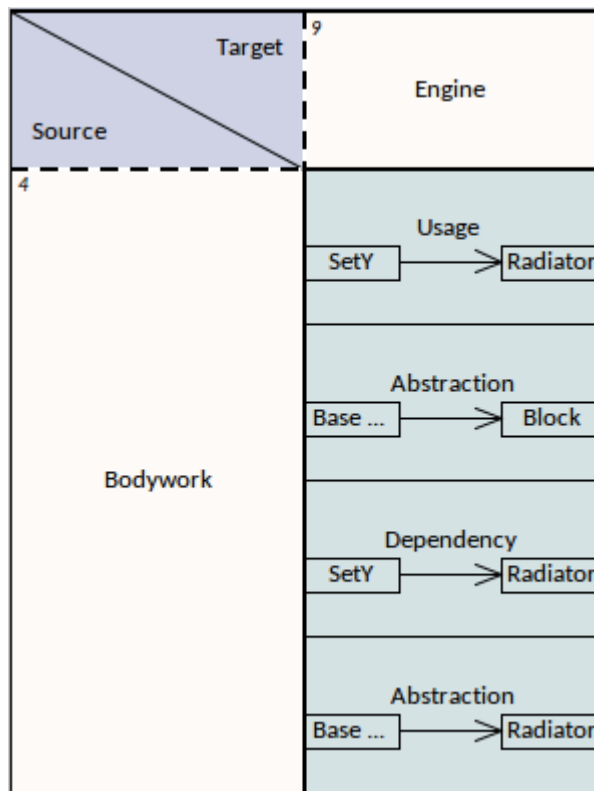 Target
9
Engine
Source
4
Bodywork
Usage
SetY
Radiator
Abstraction
Base ...
Block
Dependency
SetY
Radiator
Abstraction
Base ...
Radiator